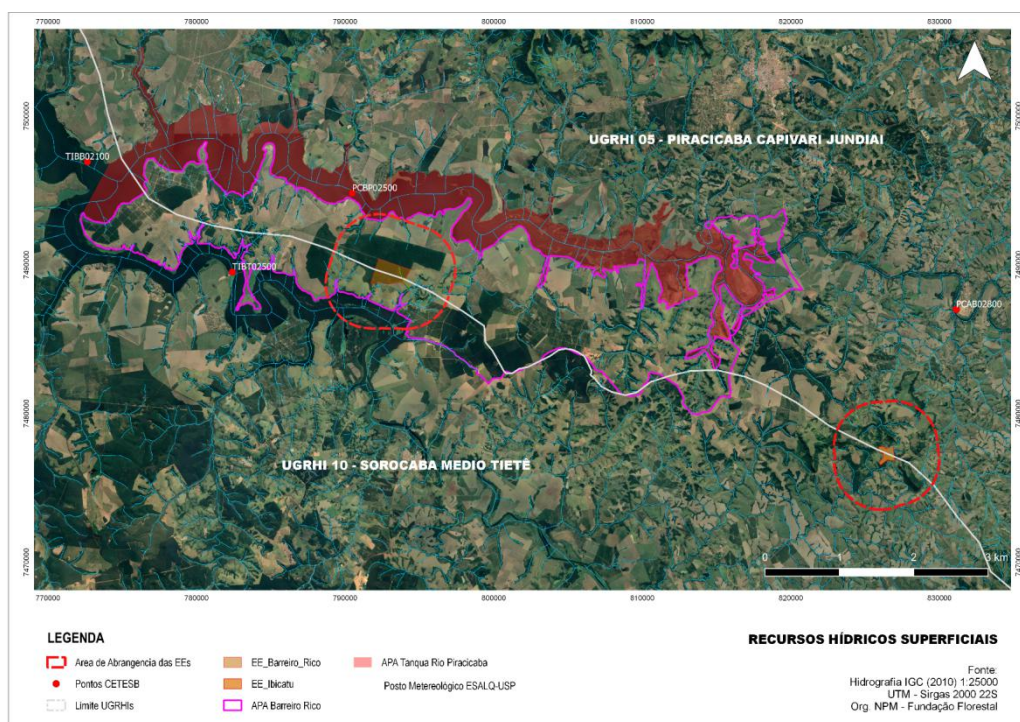 770000 780000 790000 800000 810000 820000 830000
7500000 7500000
UGRHI 05 - PIRACICABA CAPIVARI JUNDIAI
TIBB02100
PCBP02500
7490000 7490000
TIBT02500
PCAB02800
7480000 7480000
UGRHI 10 - SOROCABA MEDIO TIETÊ
7470000 7470000
0 1 2 3 km
770000 780000 790000 800000 810000 820000 830000
LEGENDA
Area de Abrangencia das EEs
Pontos CETESB
Limite UGRHIs
EE_Barreiro_Rico
EE_Ibicatu
APA Barreiro Rico
APA Tanqua Rio Piracicaba
Posto Metereológico ESALQ-USP
RECURSOS HÍDRICOS SUPERFICIAIS
Fonte:
Hidrografia IGC (2010) 1:25000
UTM - Sirgas 2000 22S
Org. NPM - Fundação Florestal